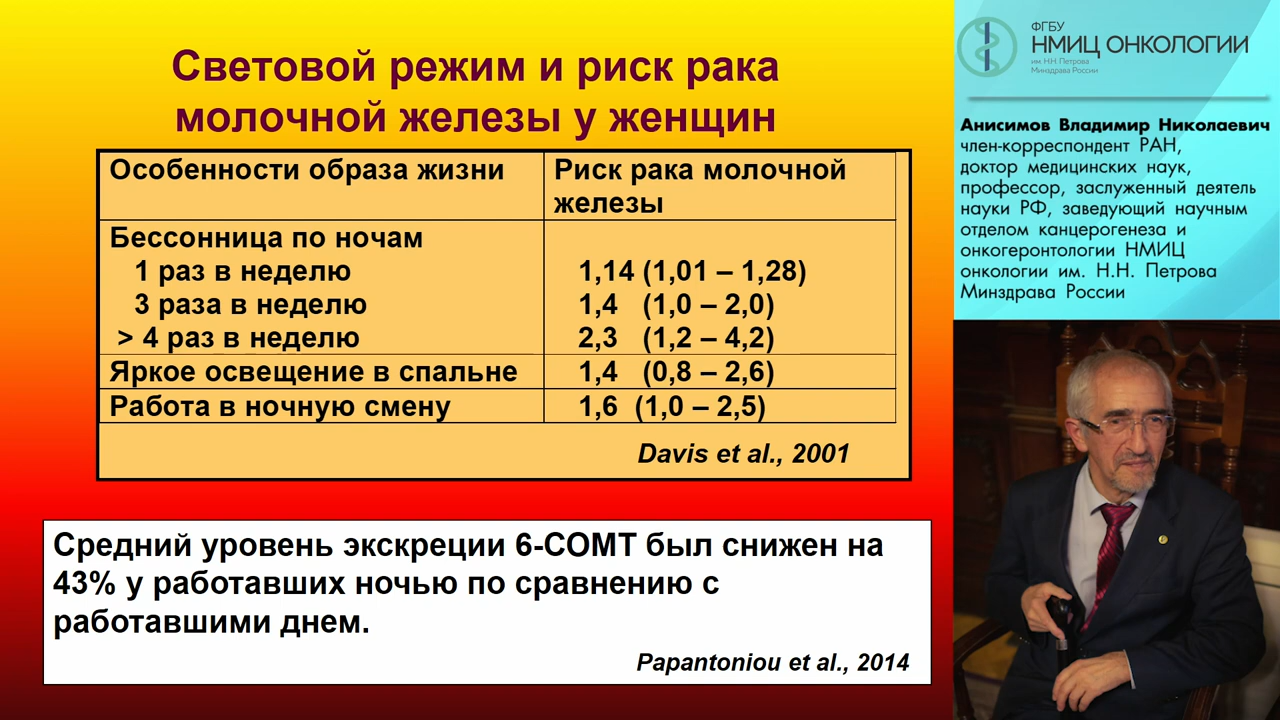 Световой режим и риск рака
молочной железы у женщин
Особенности образа жизни
Риск рака молочной
железы
Бессонница по ночам
1 раз в неделю 1,14 (1,01 – 1,28)
3 раза в неделю 1,4 (1,0 – 2,0)
> 4 раз в неделю 2,3 (1,2 – 4,2)
Яркое освещение в спальне 1,4 (0,8 – 2,6)
Работа в ночную смену 1,6 (1,0 – 2,5)
Davis et al., 2001
Средний уровень экскреции 6-СОМТ был снижен на
43% у работавших ночью по сравнению с
работавшими днем.
Papantoniou et al., 2014
ФГБУ
НМИЦ ОНКОЛОГИИ
им. Н.Н. Петрова
Минздрава России
Анисимов Владимир Николаевич
член-корреспондент РАН,
доктор медицинских наук,
профессор, заслуженный деятель
науки РФ, заведующий научным
отделом канцерогенеза и
онкогеронтологии НМИЦ
онкологии им. Н.Н. Петрова
Минздрава России